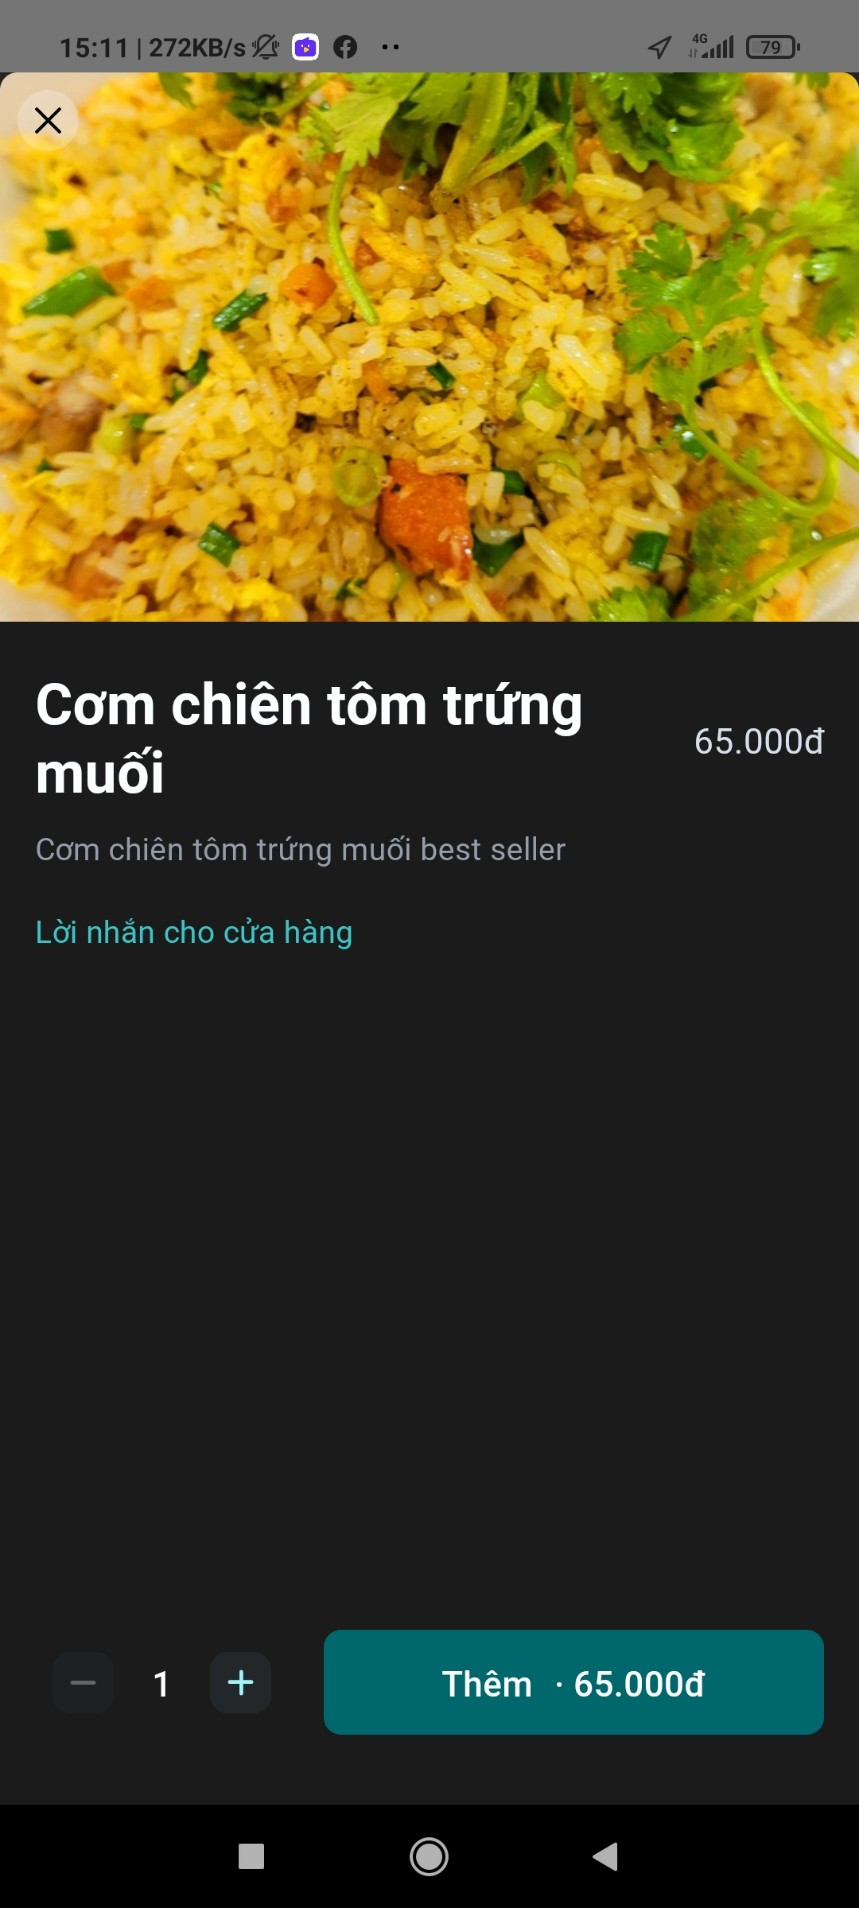 15:11 | 272KB/s
4G
79
Cơm chiên tôm trứng
muối
65.000đ
Cơm chiên tôm trứng muối best seller
Lời nhắn cho cửa hàng
1
Thêm · 65.000đ